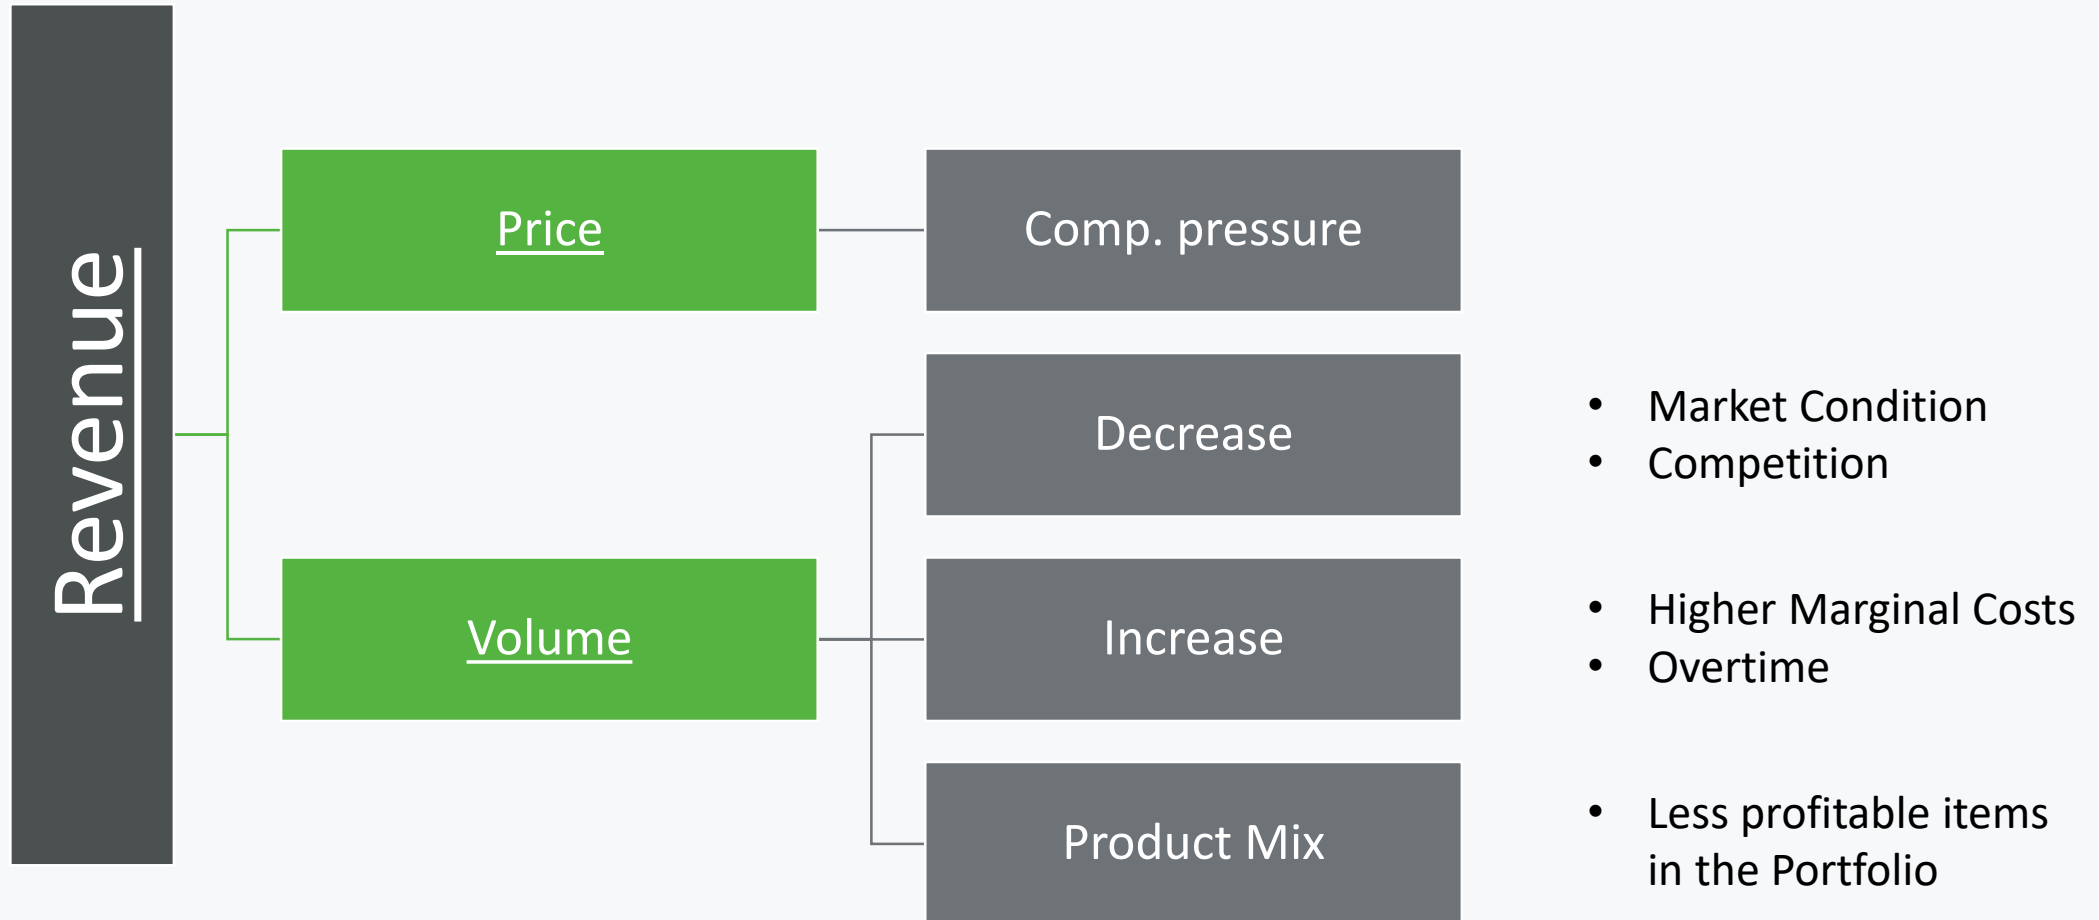 Revenue
Price
Comp. pressure
Decrease
• Market Condition
• Competition
Volume
Increase
• Higher Marginal Costs
• Overtime
Product Mix
• Less profitable items
in the Portfolio